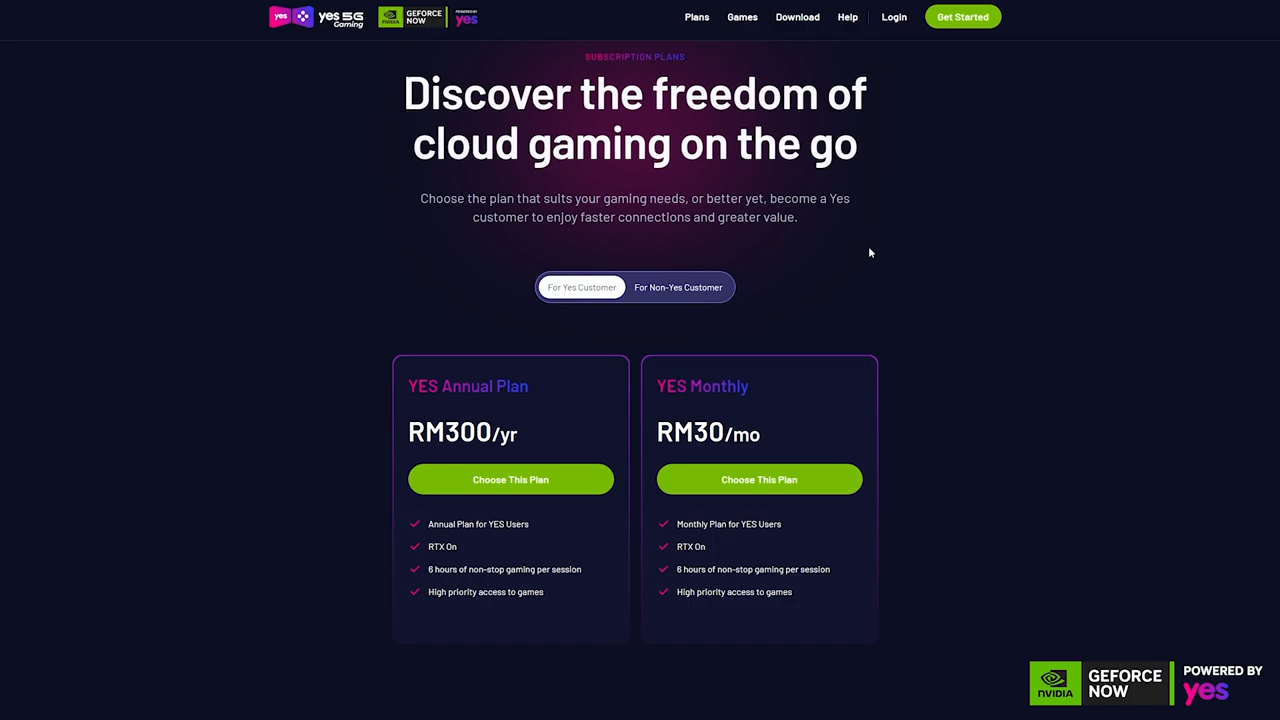 yes
yes 5G
Gaming
NVIDIA
GEFORCE
NOW
POWERED BY
yes
Plans
Games
Download
Help
Login
Get Started
SUBSCRIPTION PLANS
Discover the freedom of
cloud gaming on the go
Choose the plan that suits your gaming needs, or better yet, become a Yes
customer to enjoy faster connections and greater value.
For Yes Customer
For Non-Yes Customer
YES Annual Plan
RM300/yr
Choose This Plan
Annual Plan for YES Users
RTX On
6 hours of non-stop gaming per session
High priority access to games
YES Monthly
RM30/mo
Choose This Plan
Monthly Plan for YES Users
RTX On
6 hours of non-stop gaming per session
High priority access to games
NVIDIA
GEFORCE
NOW
POWERED BY
yes